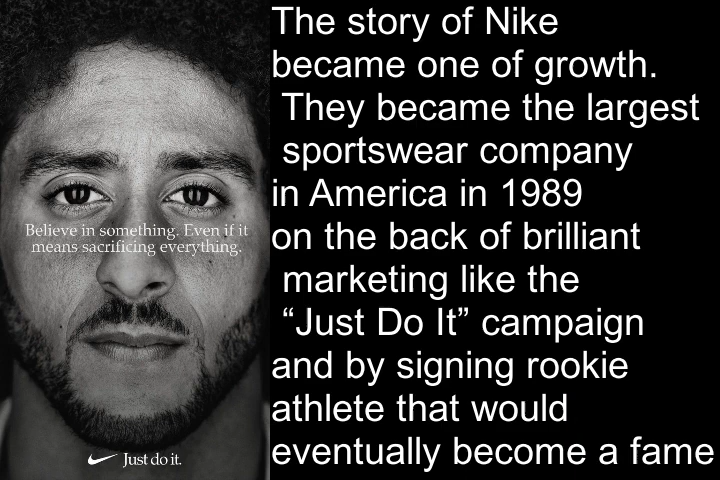 Believe in something. Even if it
means sacrificing everything.
Just do it.
The story of Nike
became one of growth.
They became the largest
sportswear company
in America in 1989
on the back of brilliant
marketing like the
“Just Do It” campaign
and by signing rookie
athlete that would
eventually become a fame